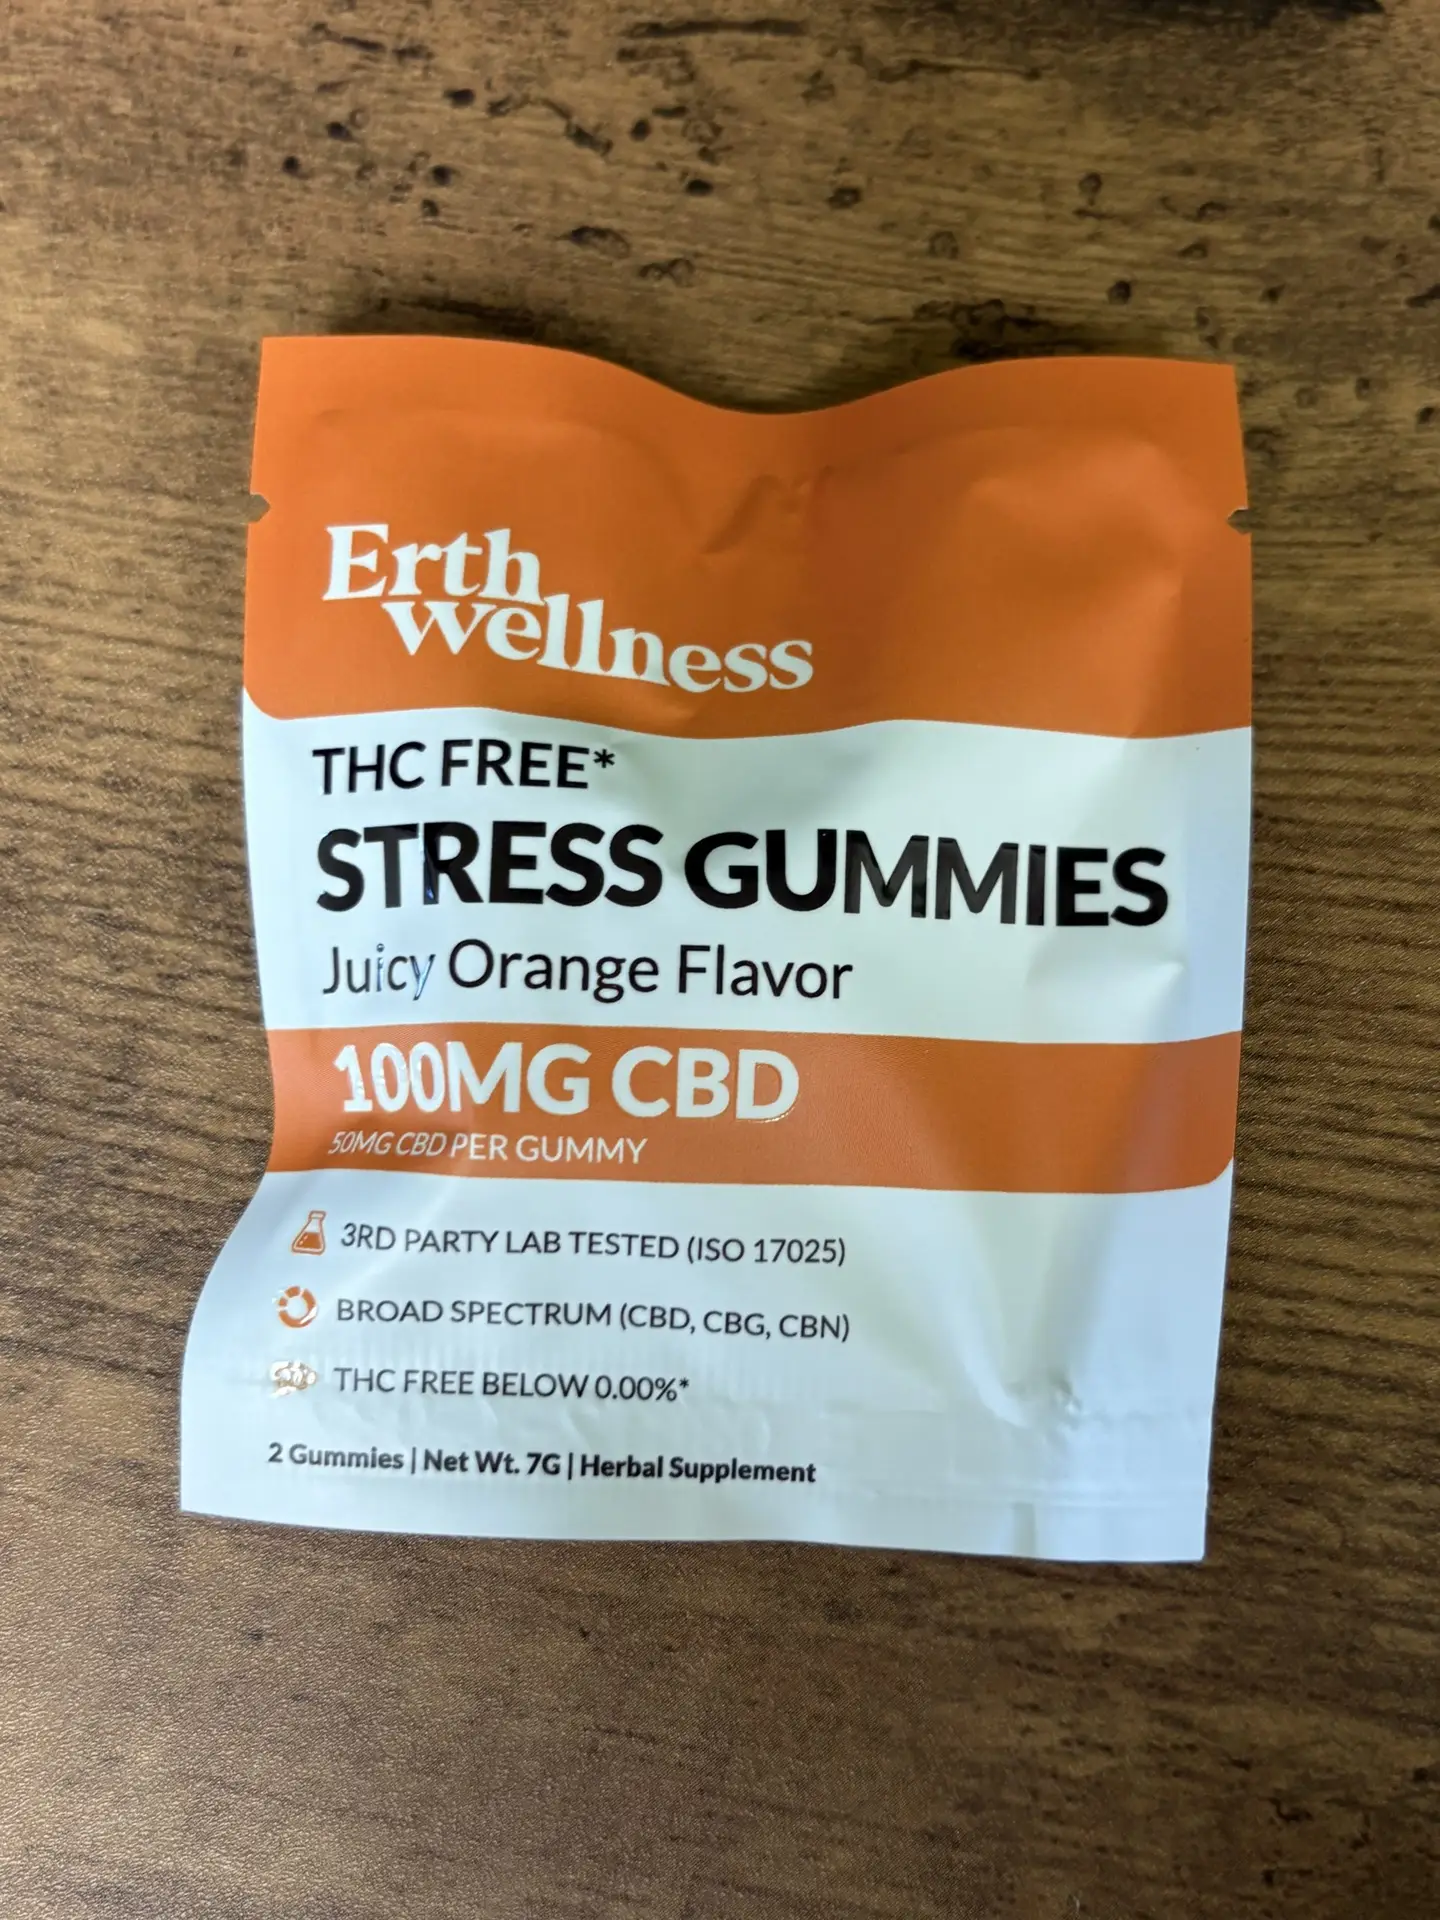 Erth
wellness
THC FREE*
STRESS GUMMIES
Juicy Orange Flavor
100MG CBD
50MG CBD PER GUMMY
3RD PARTY LAB TESTED (ISO 17025)
BROAD SPECTRUM (CBD, CBG, CBN)
THC FREE BELOW 0.00%*
2 Gummies | Net Wt. 7G | Herbal Supplement